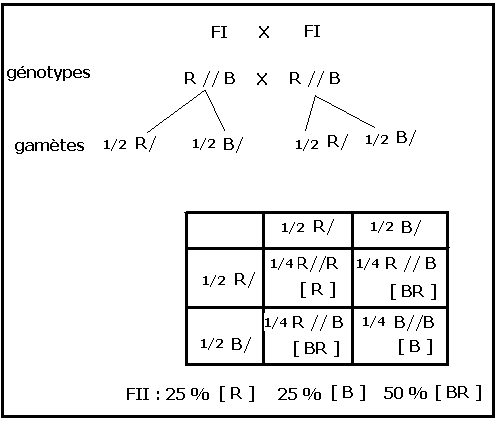 FI X FI
génotypes R // B X R // B
gamètes 1/2 R/ 1/2 B/ 1/2 R/ 1/2 B/
1/2 R/ 1/2 B/
1/2 R/ 1/4 R//R 1/4 R // B
[ R ] [ BR ]
1/2 B/ 1/4 R // B 1/4 B//B
[ BR ] [ B ]
FII : 25 % [ R ] 25 % [ B ] 50 % [ BR ]